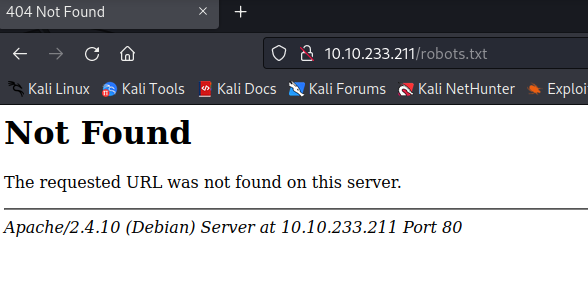 404 Not Found
10.10.233.211/robots.txt
Kali Linux Kali Tools Kali Docs Kali Forums Kali NetHunter Exploi
Not Found
The requested URL was not found on this server.
Apache/2.4.10 (Debian) Server at 10.10.233.211 Port 80